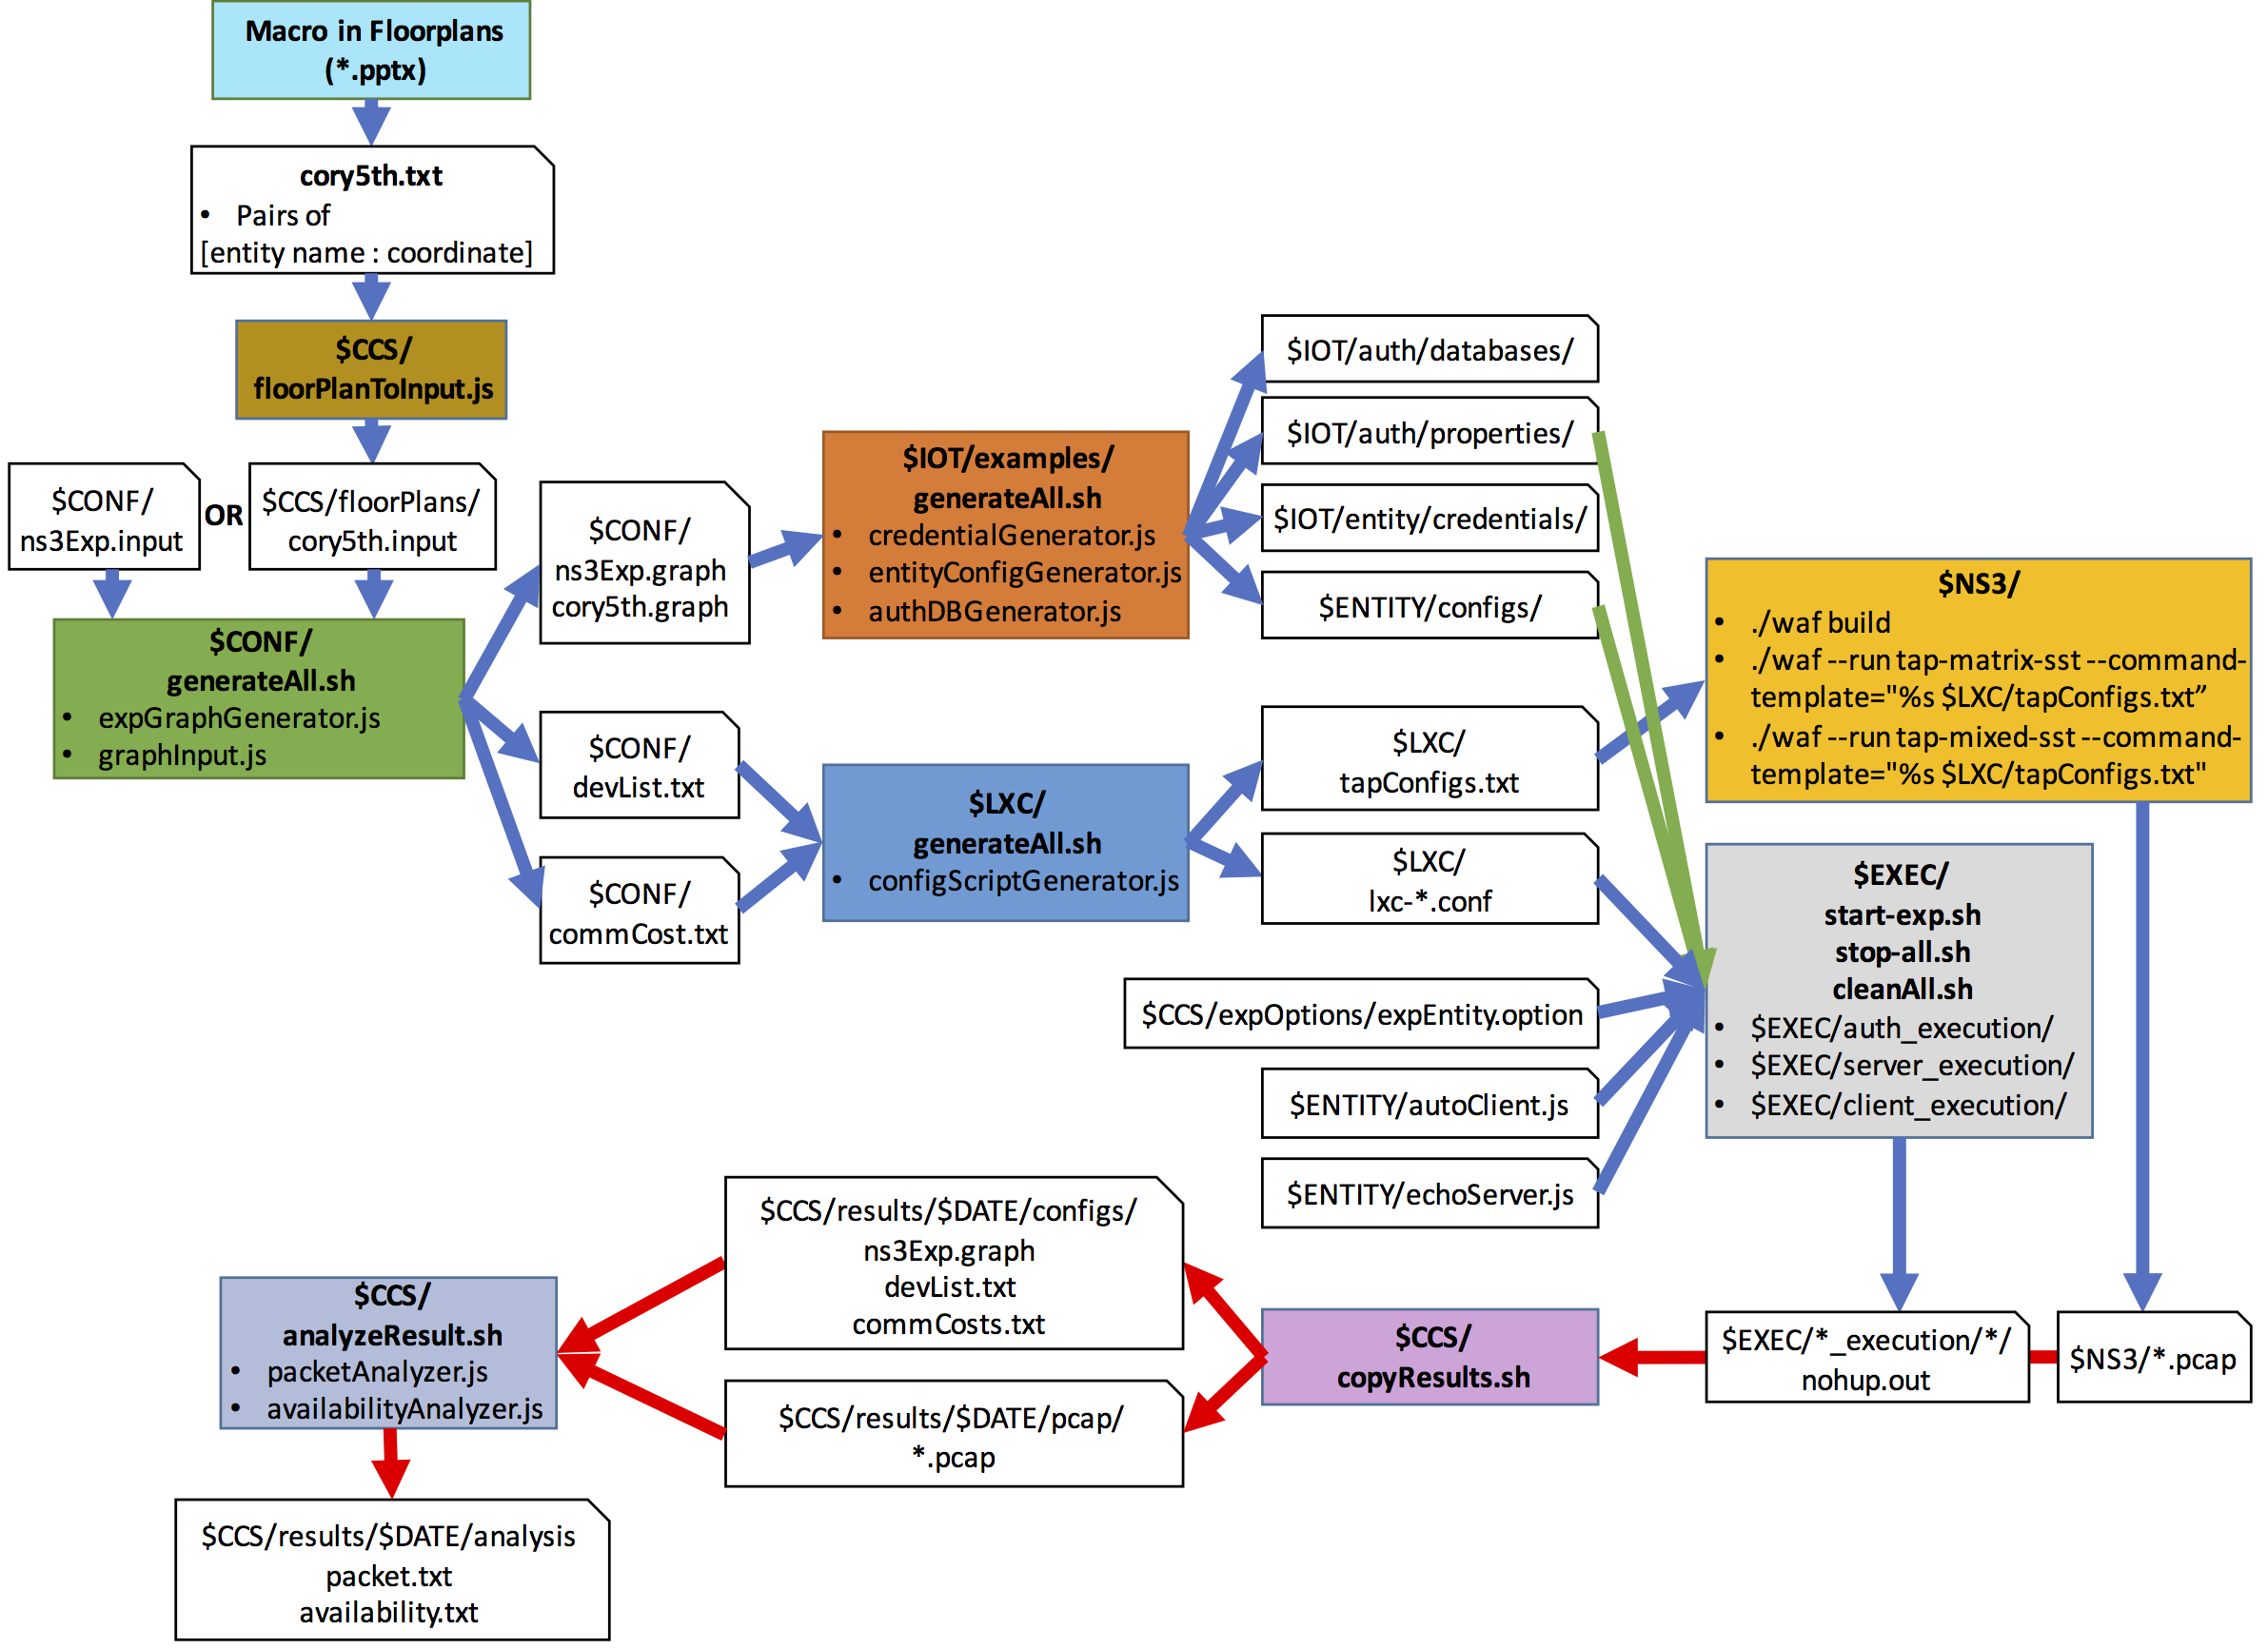 Macro in Floorplans
(*.pptx)
cory5th.txt
• Pairs of
[entity name : coordinate]
$CCS/
floorPlanToInput.js
$CONF/
ns3Exp.input
OR
$CCS/floorPlans/
cory5th.input
$CONF/
generateAll.sh
• expGraphGenerator.js
• graphInput.js
$CONF/
ns3Exp.graph
cory5th.graph
$CONF/
devList.txt
$CONF/
commCost.txt
$IOT/examples/
generateAll.sh
• credentialGenerator.js
• entityConfigGenerator.js
• authDBGenerator.js
$LXC/
generateAll.sh
• configScriptGenerator.js
$IOT/auth/databases/
$IOT/auth/properties/
$IOT/entity/credentials/
$ENTITY/configs/
$LXC/
tapConfigs.txt
$LXC/
lxc-*.conf
$CCS/expOptions/expEntity.option
$ENTITY/autoClient.js
$ENTITY/echoServer.js
$NS3/
• ./waf build
• ./waf --run tap-matrix-sst --command-
template="%s $LXC/tapConfigs.txt”
• ./waf --run tap-mixed-sst --command-
template="%s $LXC/tapConfigs.txt"
$EXEC/
start-exp.sh
stop-all.sh
cleanAll.sh
• $EXEC/auth_execution/
• $EXEC/server_execution/
• $EXEC/client_execution/
$EXEC/*_execution/*/
nohup.out
$NS3/*.pcap
$CCS/
copyResults.sh
$CCS/results/$DATE/configs/
ns3Exp.graph
devList.txt
commCosts.txt
$CCS/results/$DATE/pcap/
*.pcap
$CCS/
analyzeResult.sh
• packetAnalyzer.js
• availabilityAnalyzer.js
$CCS/results/$DATE/analysis
packet.txt
availability.txt